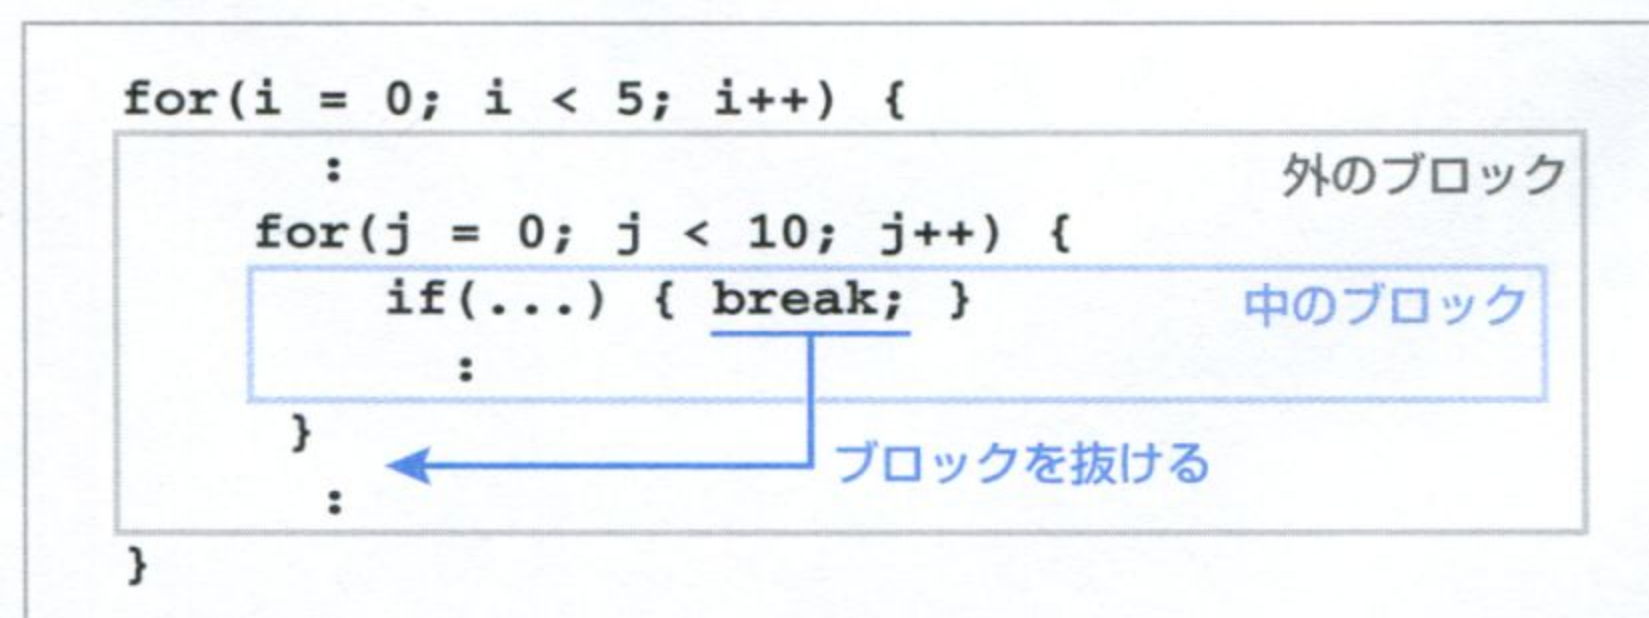 for(i = 0; i < 5; i++) {
:
外のブロック
for(j = 0; j < 10; j++) {
if(...) { break; }
中のブロック
:
}
ブロックを抜ける
:
}